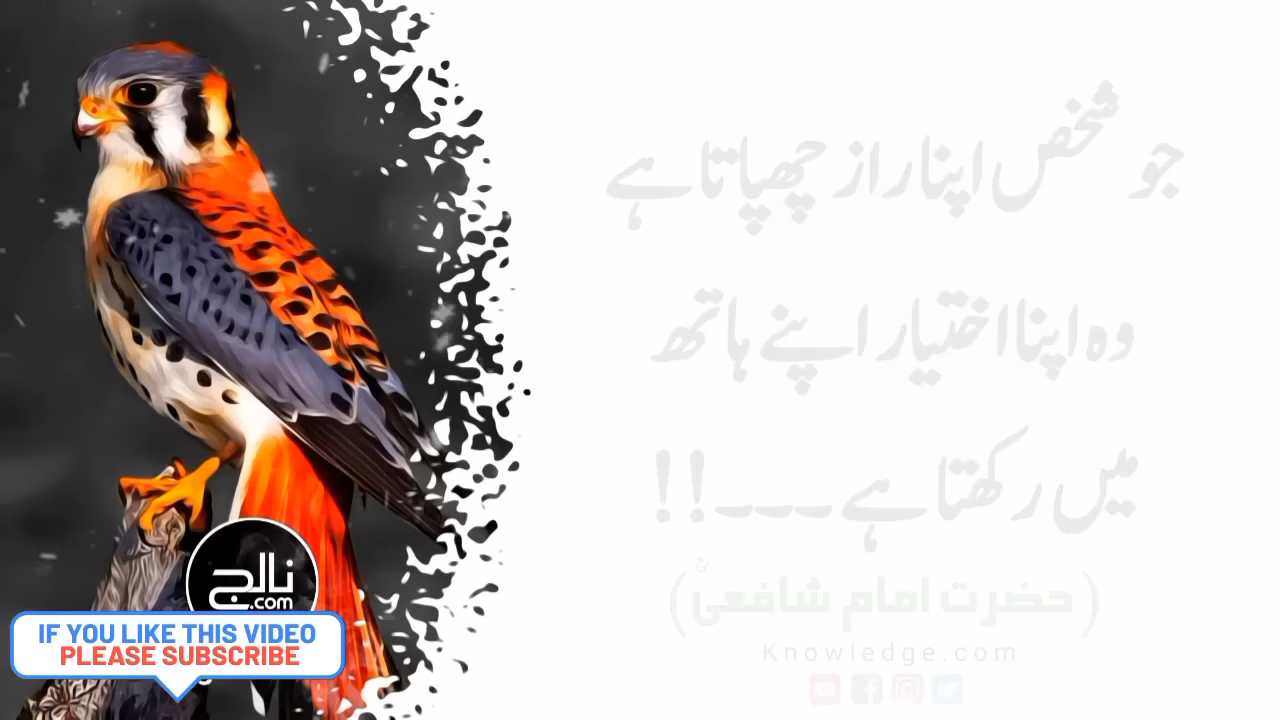 جو شخص اپنا راز چھپاتا ہے
وہ اپنا اختیار اپنے ہاتھ
میں رکھتا ہے۔۔۔!!
(حضرت امام شافعیؒ)
Knowledge.com
نالج
.com
IF YOU LIKE THIS VIDEO
PLEASE SUBSCRIBE